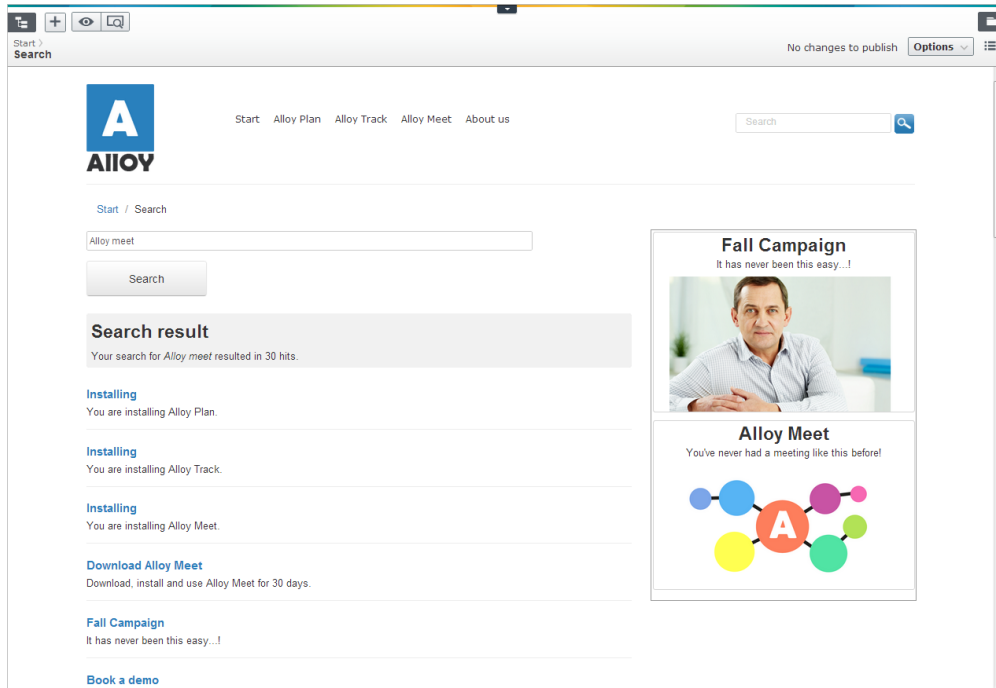 Start >
Search
No changes to publish
Options
A
Alloy
Start
Alloy Plan
Alloy Track
Alloy Meet
About us
Search
Start / Search
Alloy meet
Search
Search result
Your search for Alloy meet resulted in 30 hits.
Installing
You are installing Alloy Plan.
Installing
You are installing Alloy Track.
Installing
You are installing Alloy Meet.
Download Alloy Meet
Download, install and use Alloy Meet for 30 days.
Fall Campaign
It has never been this easy...!
Book a demo
Fall Campaign
It has never been this easy...!
Alloy Meet
You've never had a meeting like this before!
A